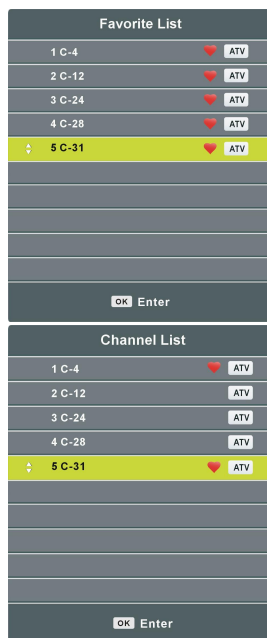 Favorite List
1 C-4 ATV
2 C-12 ATV
3 C-24 ATV
4 C-28 ATV
5 C-31 ATV
OK Enter
Channel List
1 C-4 ATV
2 C-12 ATV
3 C-24 ATV
4 C-28 ATV
5 C-31 ATV
OK Enter